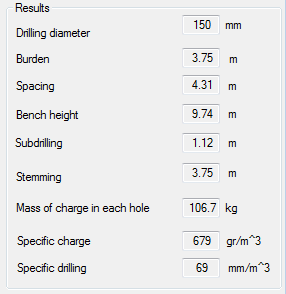 Results
Drilling diameter 150 mm
Burden 3.75 m
Spacing 4.31 m
Bench height 9.74 m
Subdrilling 1.12 m
Stemming 3.75 m
Mass of charge in each hole 106.7 kg
Specific charge 679 gr/m^3
Specific drilling 69 mm/m^3